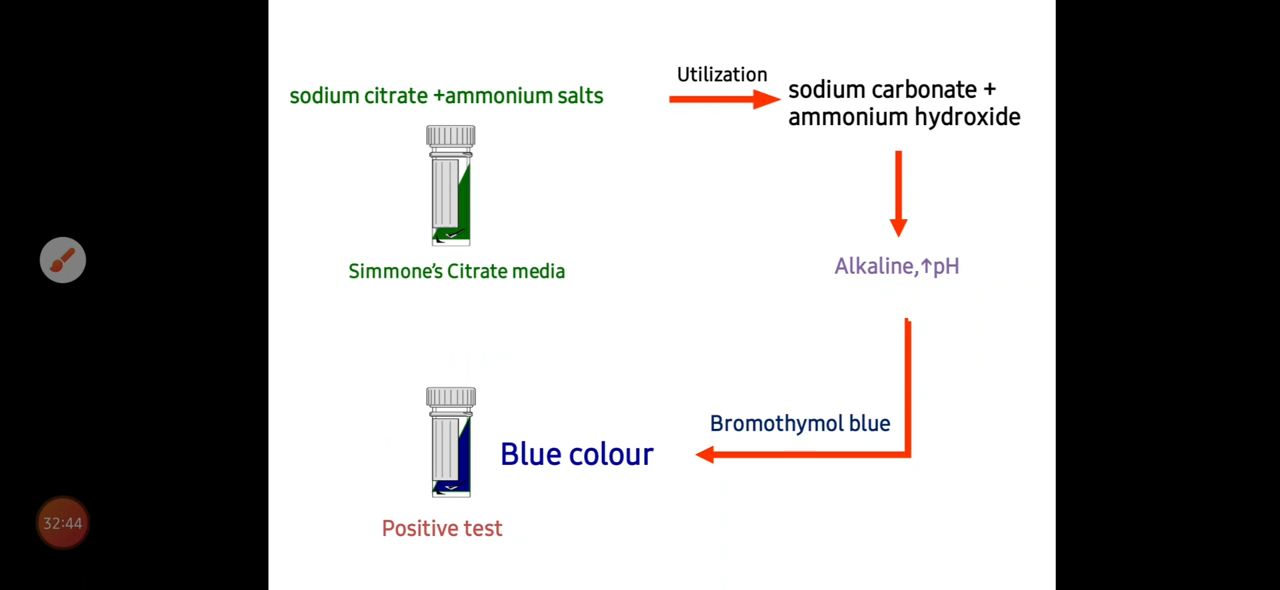 Utilization
sodium citrate +ammonium salts
sodium carbonate +
ammonium hydroxide
Simmone's Citrate media
Alkaline,↑pH
Bromothymol blue
Blue colour
32:44
Positive test